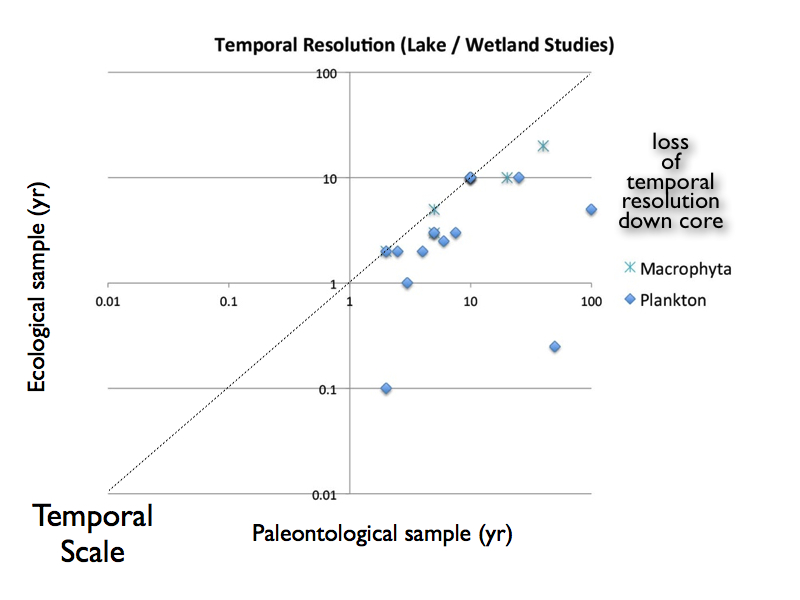 Temporal Resolution (Lake / Wetland Studies)
100
10
1
0.1
0.01
0.01
0.1
1
10
100
Ecological sample (yr)
Paleontological sample (yr)
loss
of
temporal
resolution
down core
Macrophyta
Plankton
Temporal
Scale